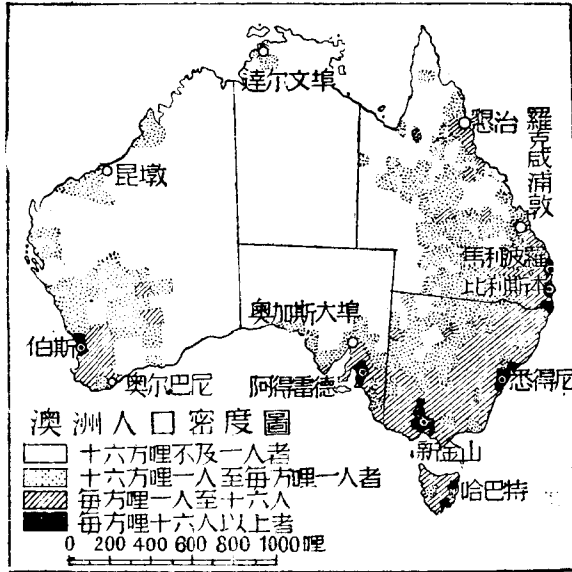 達尔文埠
懇治
羅克咸浦敦
昆墩
馬利波羅
比利斯本
奥加斯大埠
伯斯
奥尔巴尼
阿得雷德
悉得尼
新金山
哈巴特
澳洲人口密度圖
十六方哩不及一人者
十六方哩一人至每方哩一人者
每方哩一人至十六人
每方哩十六人以上者
0 200 400 600 800 1000哩